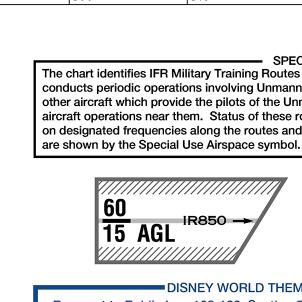 SPEC
The chart identifies IFR Military Training Routes
conducts periodic operations involving Unmann
other aircraft which provide the pilots of the Unm
aircraft operations near them. Status of these ro
on designated frequencies along the routes and
are shown by the Special Use Airspace symbol.
60
15 AGL
IR850
DISNEY WORLD THEM